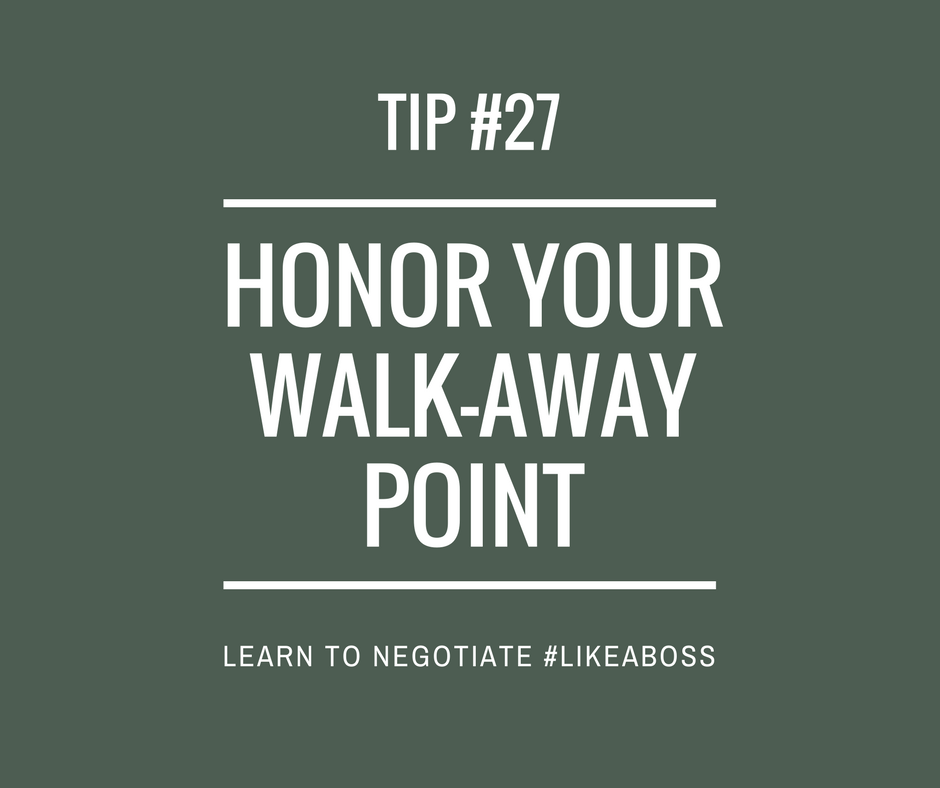 TIP #27
HONOR YOUR
WALK-AWAY
POINT
LEARN TO NEGOTIATE #LIKEABOSS